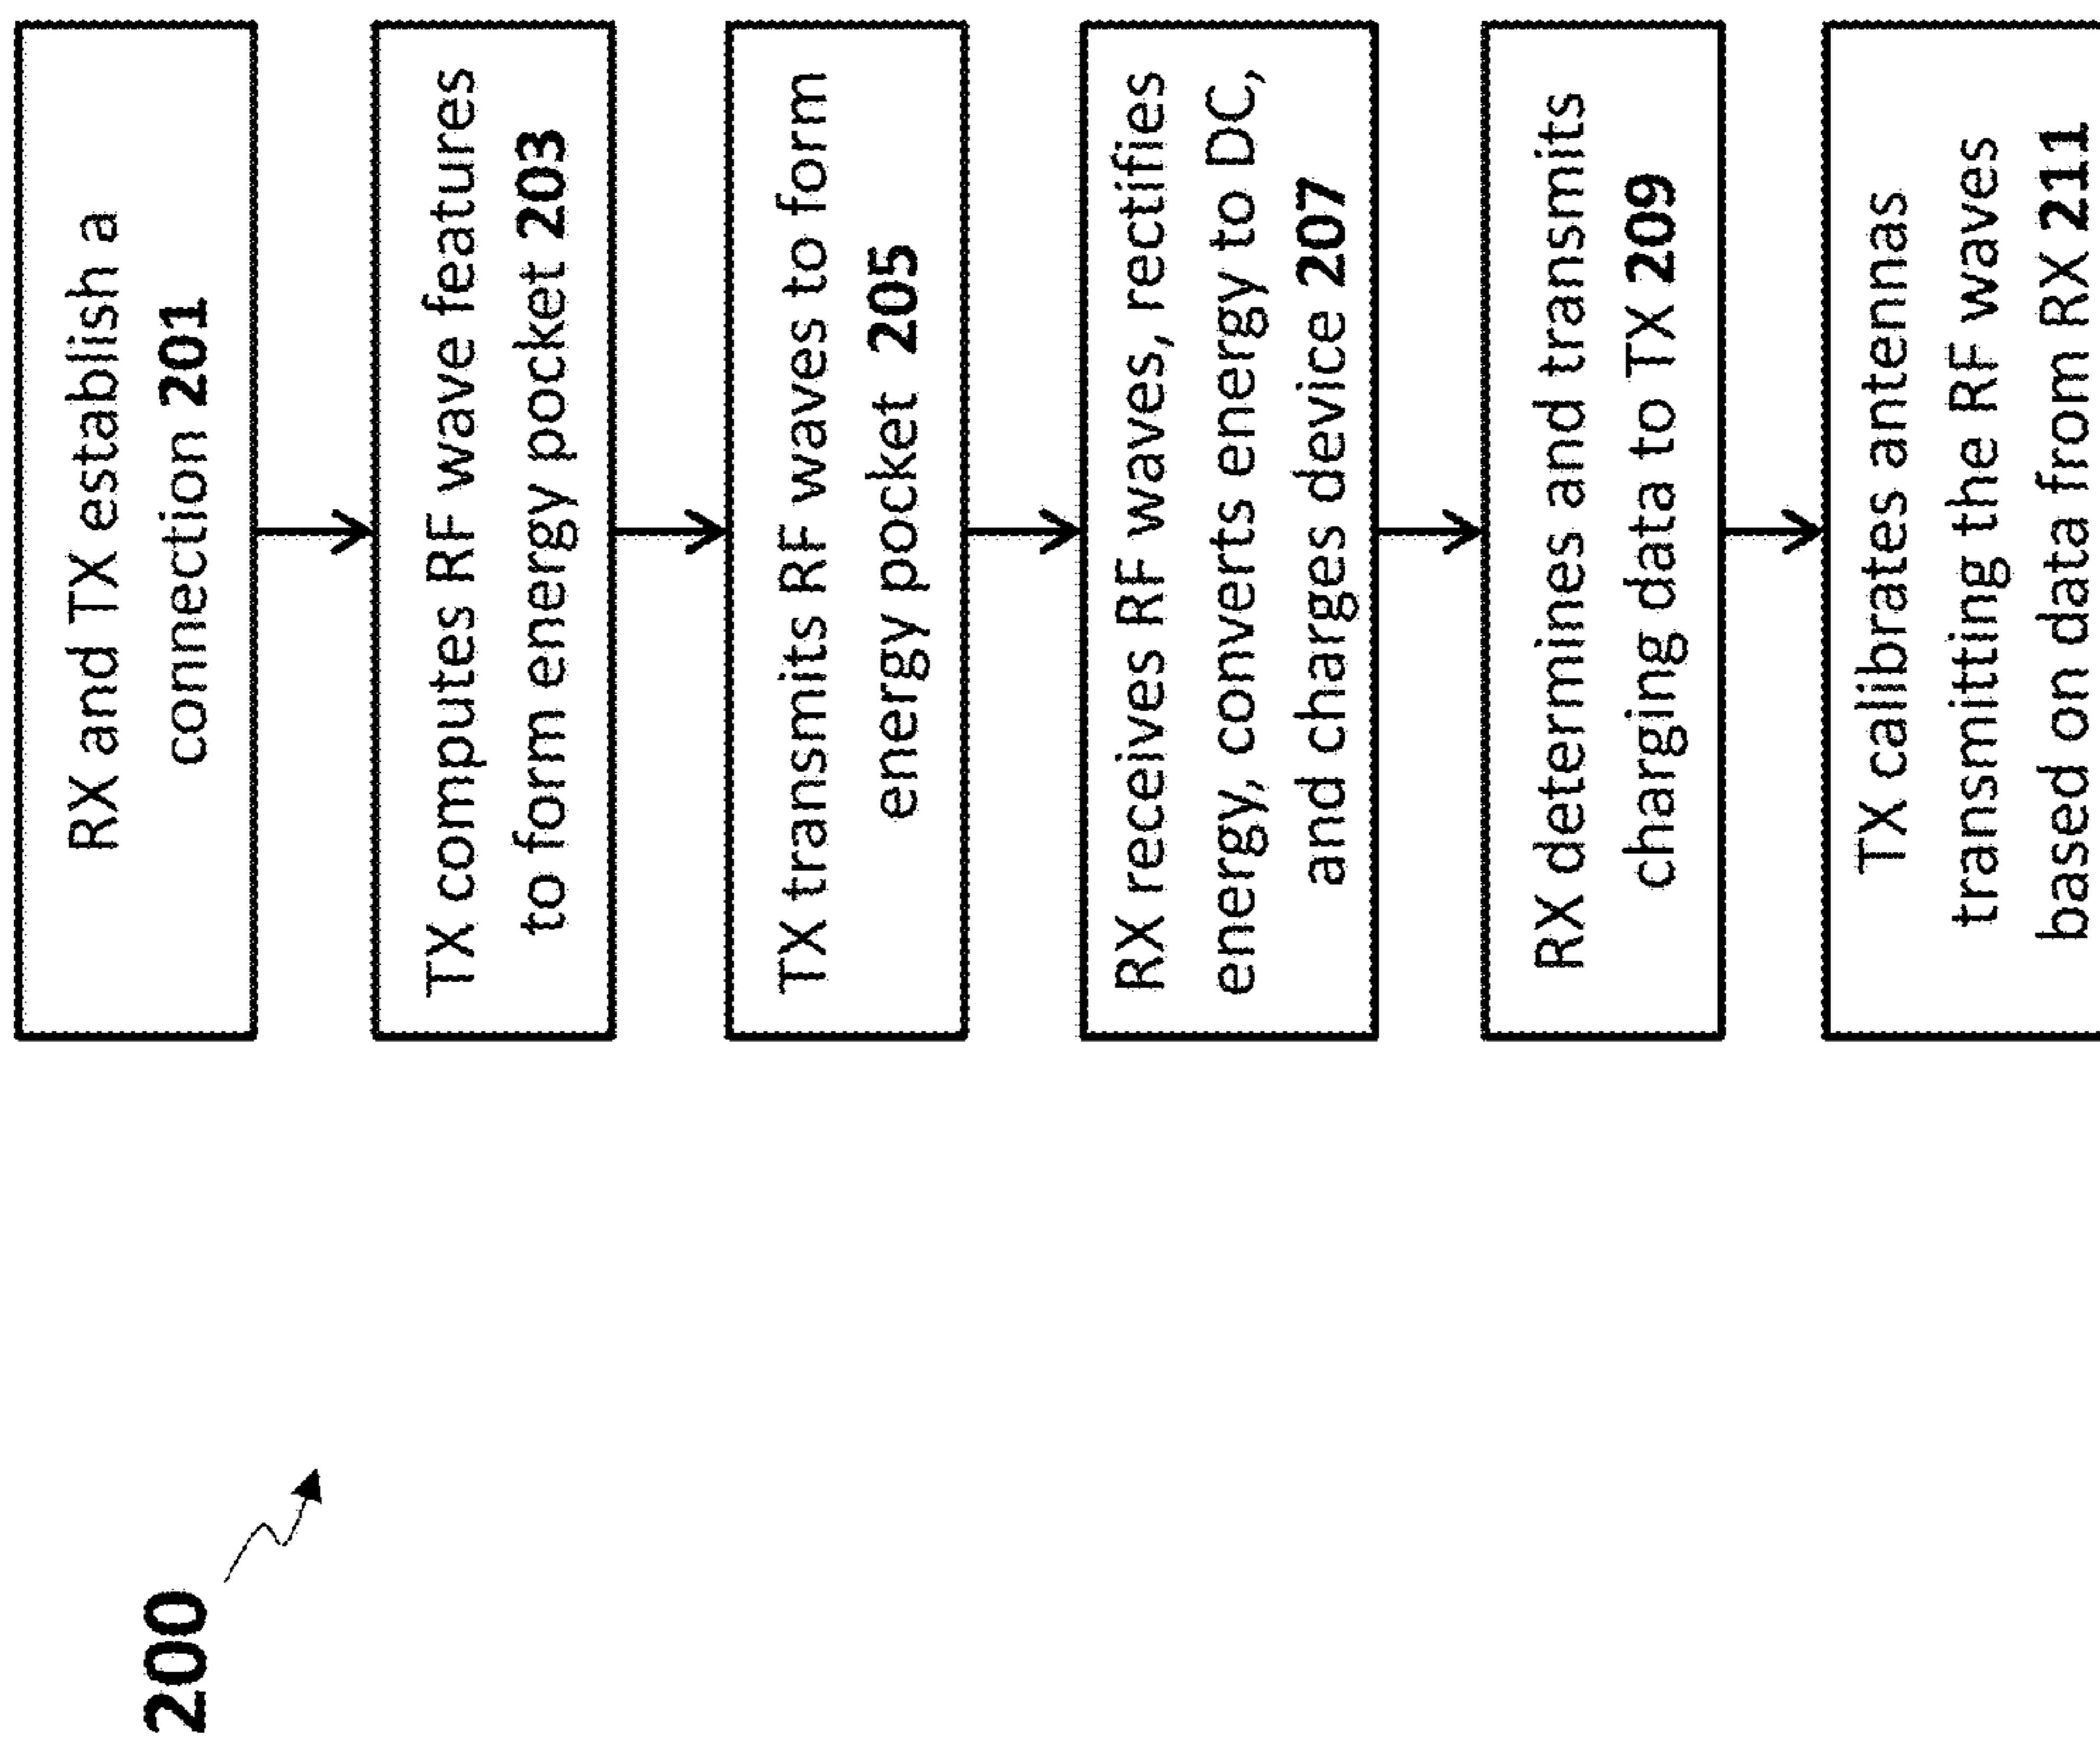 200
RX and TX establish a
connection 201
TX computes RF wave features
to form energy pocket 203
TX transmits RF waves to form
energy pocket 205
RX receives RF waves, rectifies
energy, converts energy to DC,
and charges device 207
RX determines and transmits
charging data to TX 209
TX calibrates antennas
transmitting the RF waves
based on data from RX 211